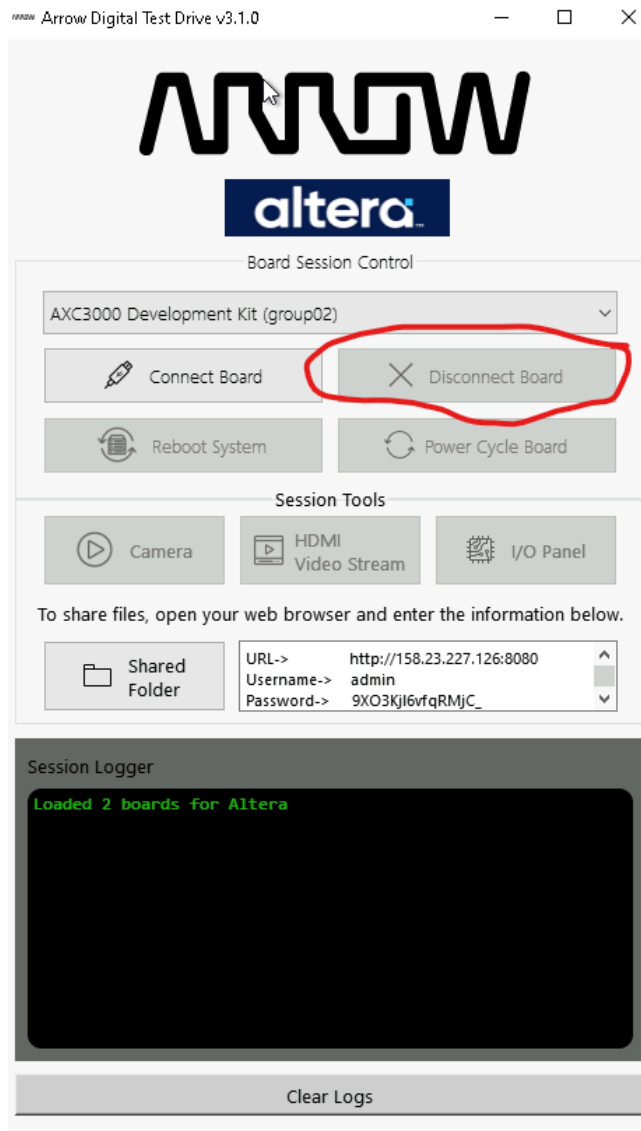 Arrow Digital Test Drive v3.1.0
ARROW
altera
Board Session Control
AXC3000 Development Kit (group02)
Connect Board
Disconnect Board
Reboot System
Power Cycle Board
Session Tools
Camera
HDMI
Video Stream
I/O Panel
To share files, open your web browser and enter the information below.
Shared
Folder
URL-> http://158.23.227.126:8080
Username-> admin
Password-> 9XO3KjI6vfqRMjC_
Session Logger
Loaded 2 boards for Altera
Clear Logs